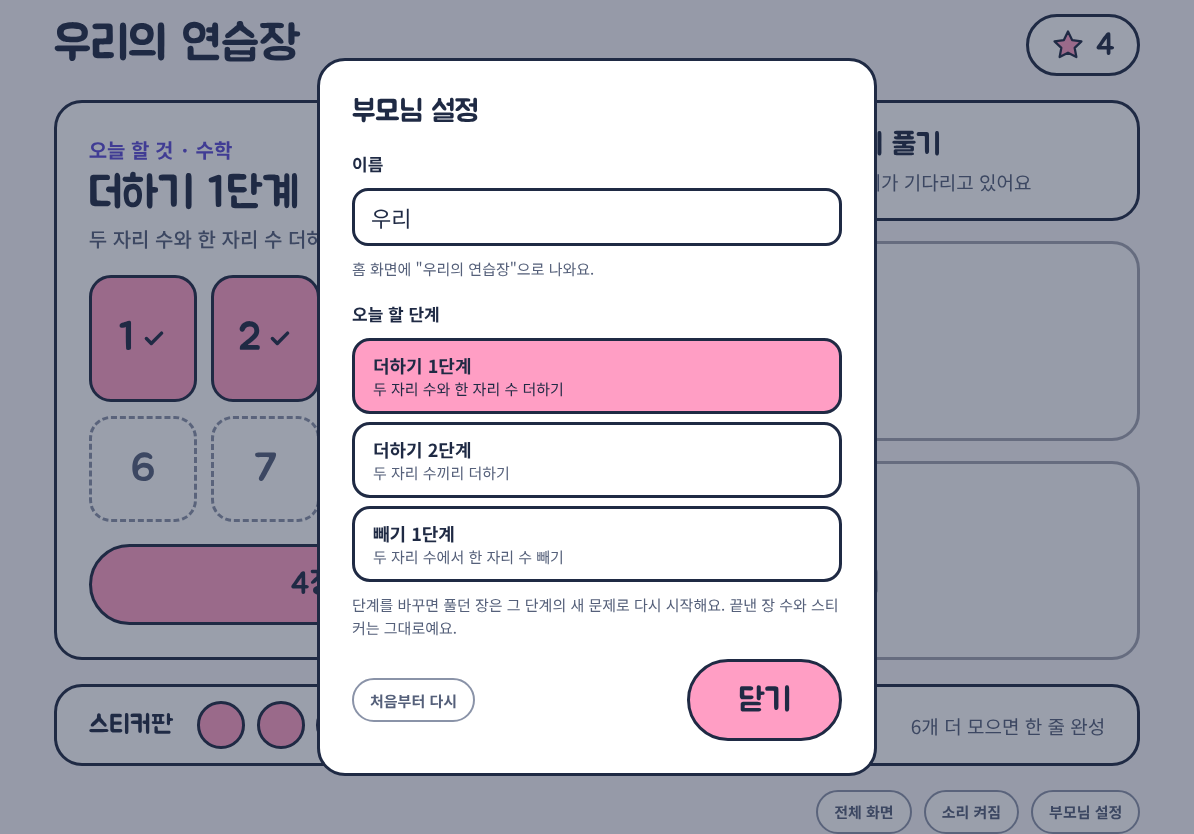 우리의 연습장
4
오늘 할 것 · 수학
더하기 1단계
두 자리 수와 한 자리 수
1
2
6
7
풀기
기다리고 있어요
부모님 설정
이름
우리
홈 화면에 "우리의 연습장"으로 나와요.
오늘 할 단계
더하기 1단계
두 자리 수와 한 자리 수 더하기
더하기 2단계
두 자리 수끼리 더하기
빼기 1단계
두 자리 수에서 한 자리 수 빼기
단계를 바꾸면 풀던 장은 그 단계의 새 문제로 다시 시작해요. 끝낸 장 수와 스티
커는 그대로예요.
처음부터 다시
닫기
스티커판
6개 더 모으면 한 줄 완성
전체 화면
소리 켜짐
부모님 설정